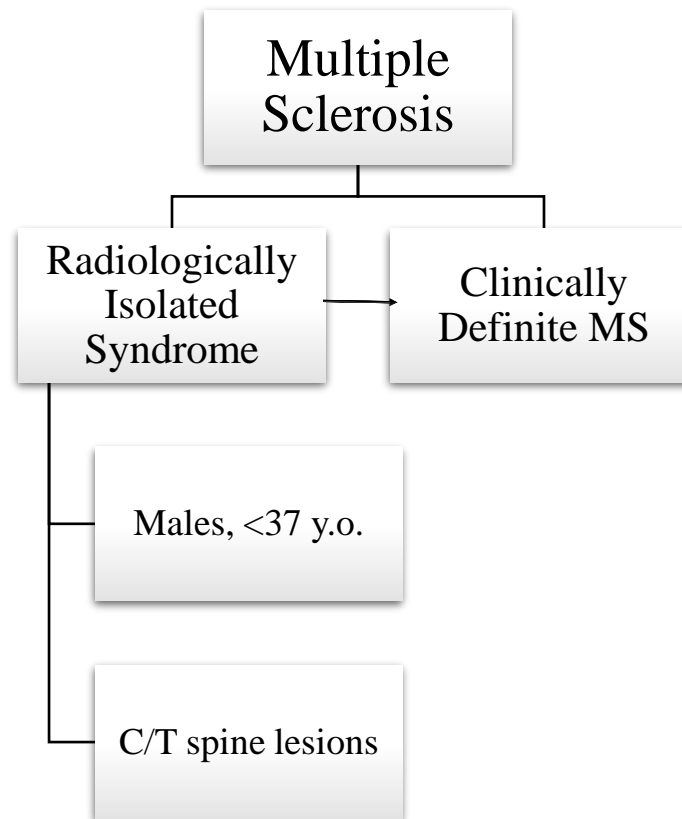 Multiple
Sclerosis
Radiologically
Isolated
Syndrome
Clinically
Definite MS
Males, <37 y.o.
C/T spine lesions